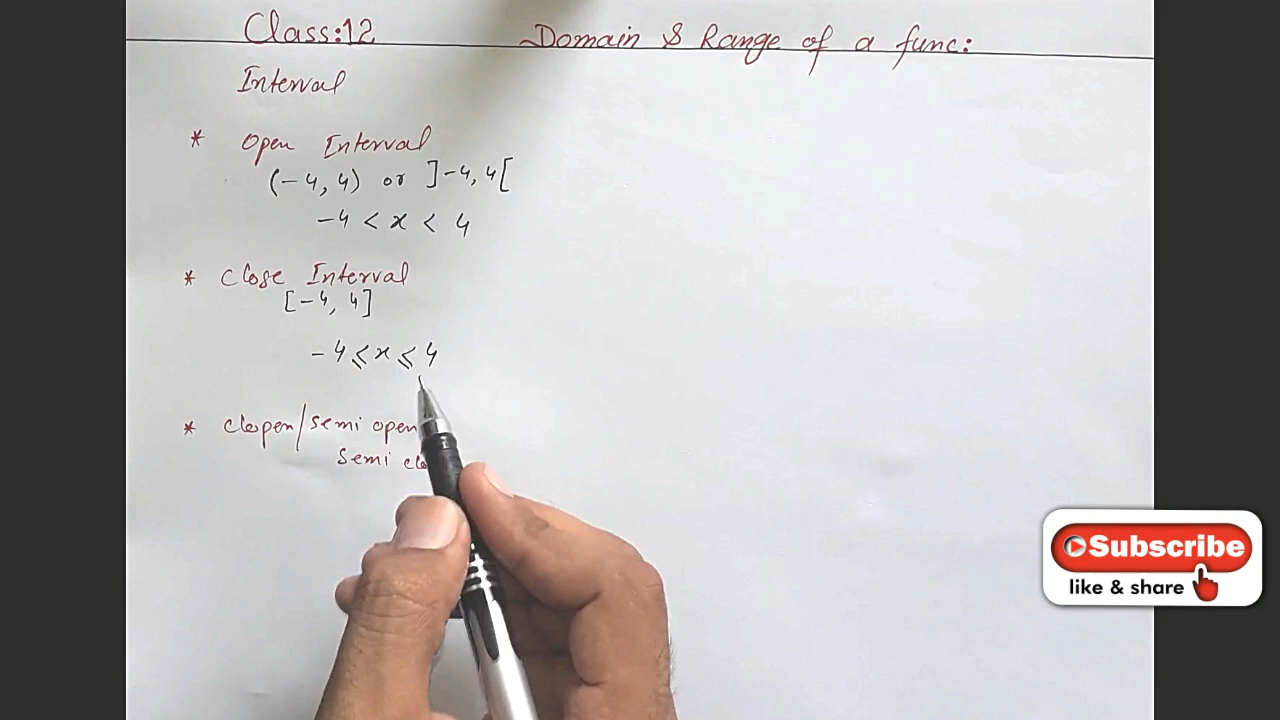 Class:12 Domain & Range of a func:
Interval
* Open Interval
(-4, 4) or ]-4, 4[
-4 < x < 4
* Close Interval
[-4, 4]
-4 ⩽ x ⩽ 4
* Clopen/semi open
Semi
Subscribe
like & share